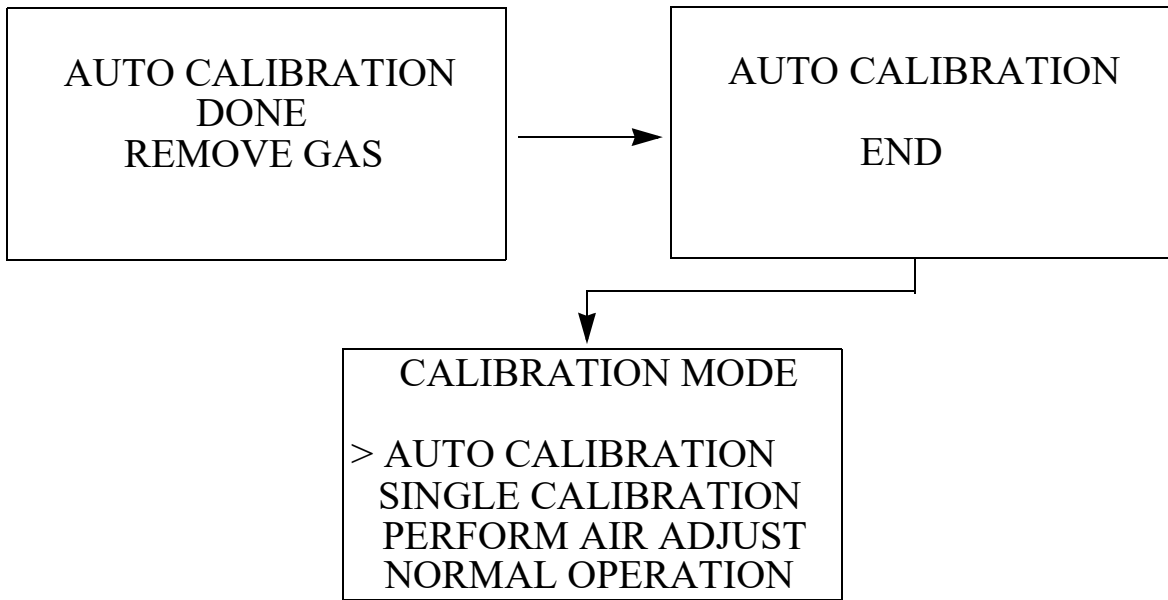 AUTO CALIBRATION
DONE
REMOVE GAS
AUTO CALIBRATION
END
CALIBRATION MODE
> AUTO CALIBRATION
SINGLE CALIBRATION
PERFORM AIR ADJUST
NORMAL OPERATION